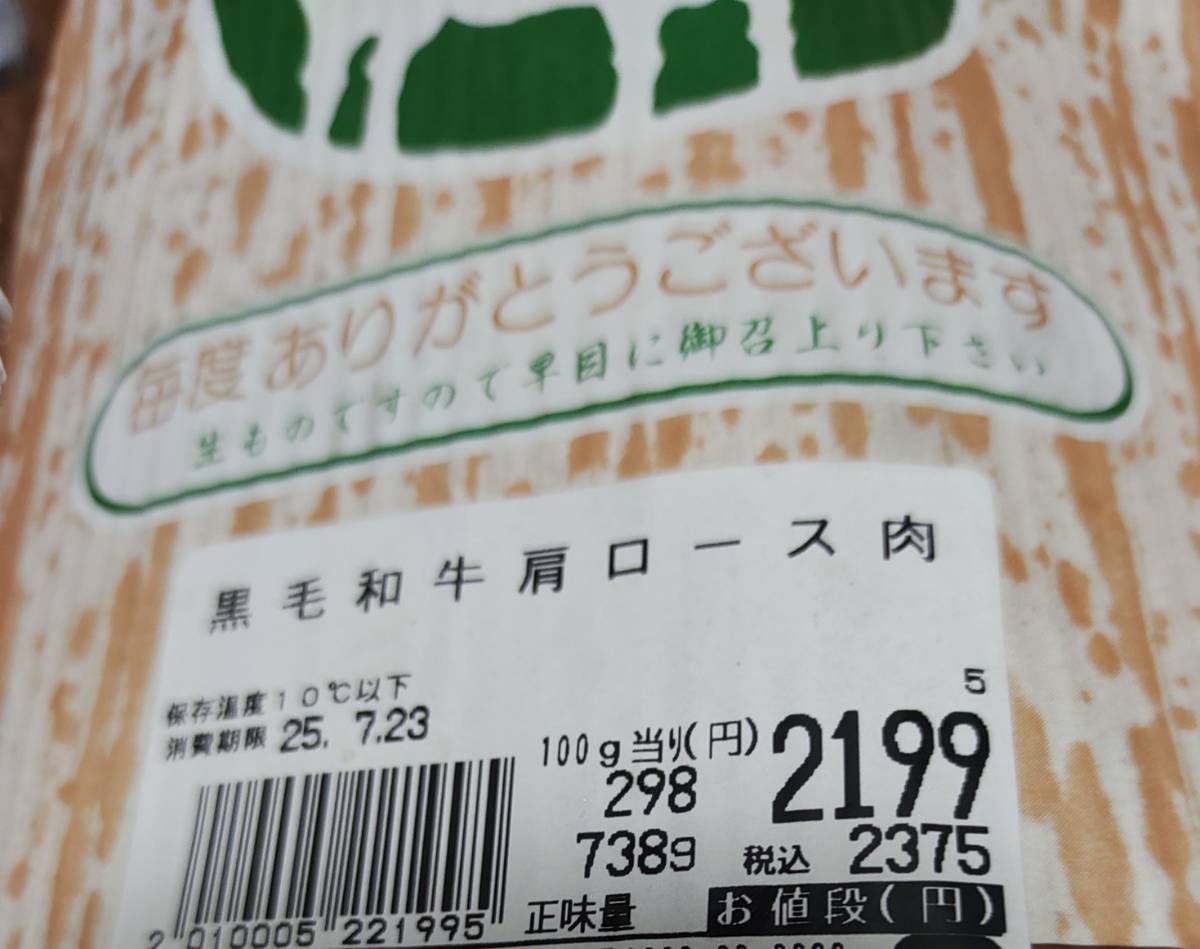 毎度ありがとうございます
生ものですので早目に御召上り下さい
黒毛和牛肩ロース肉
保存温度10℃以下
消費期限 25. 7.23
5
100g当り(円)
298
2199
738g
税込 2375
正味量
お値段(円)
2 010005 221995